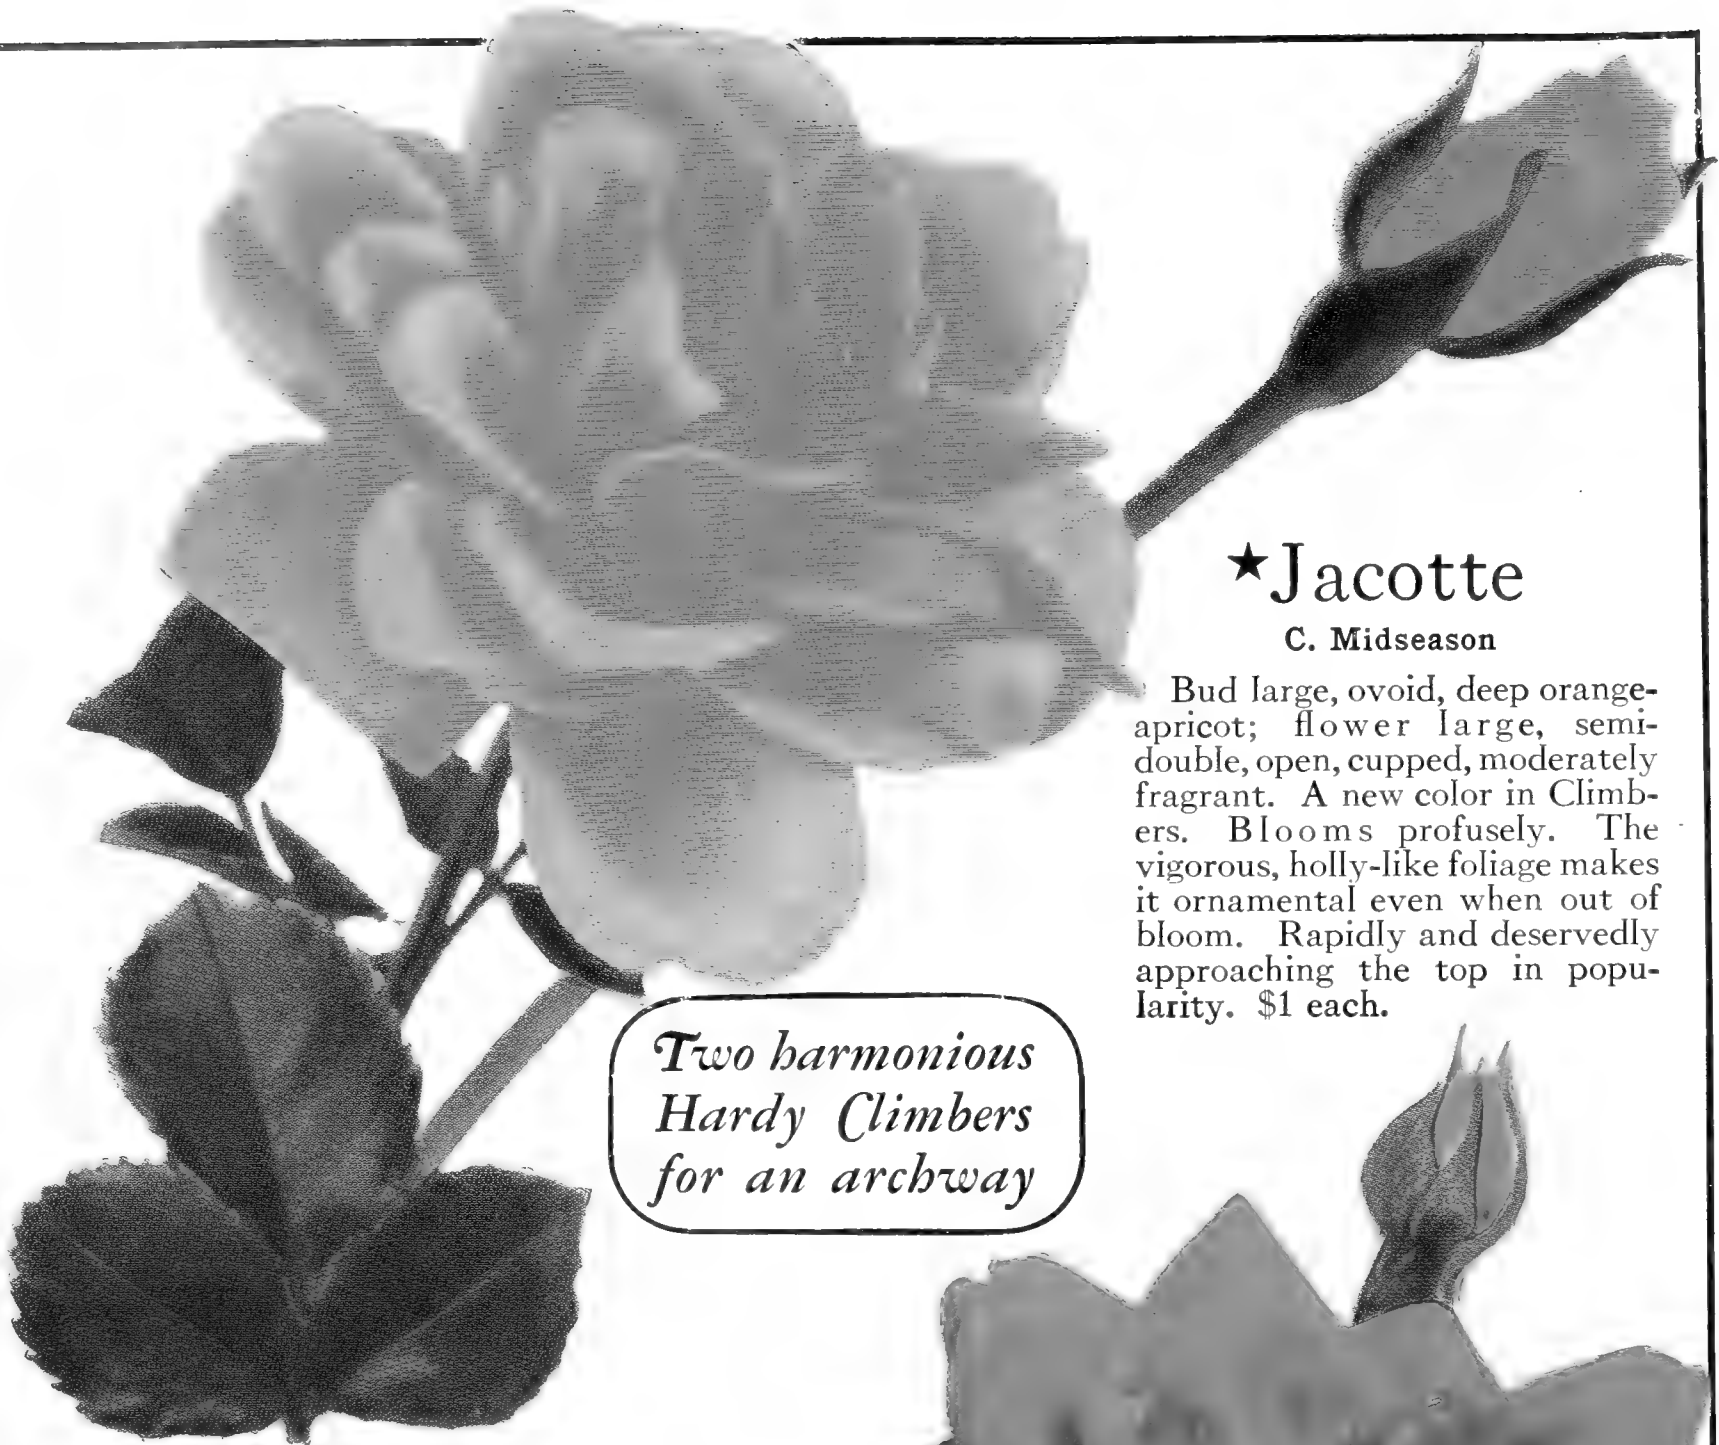 ★Jacotte
C. Midseason
Bud large, ovoid, deep orange-
apricot; flower large, semi-
double, open, cupped, moderately
fragrant. A new color in Climb-
ers. Blooms profusely. The
vigorous, holly-like foliage makes
it ornamental even when out of
bloom. Rapidly and deservedly
approaching the top in popu-
larity. $1 each.
Two harmonious
Hardy Climbers
for an archway